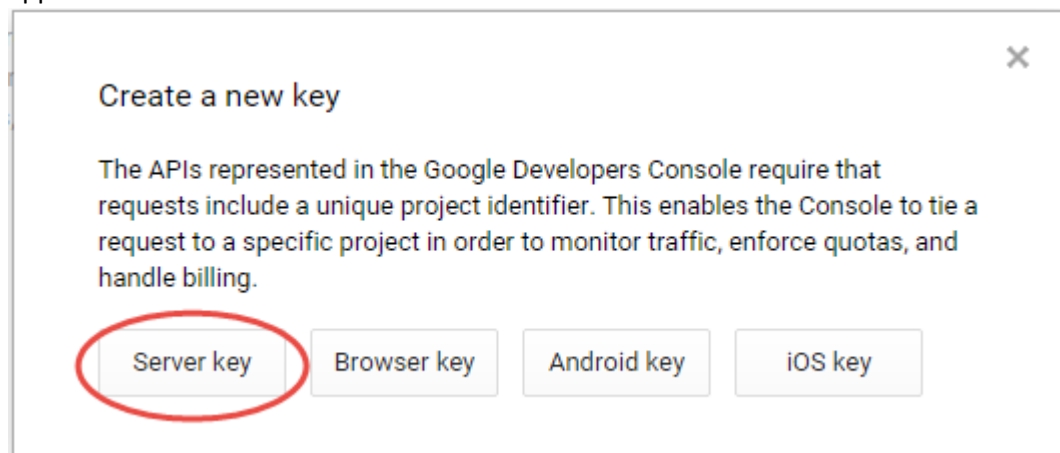 Create a new key
The APIs represented in the Google Developers Console require that
requests include a unique project identifier. This enables the Console to tie a
request to a specific project in order to monitor traffic, enforce quotas, and
handle billing.
Server key Browser key Android key iOS key